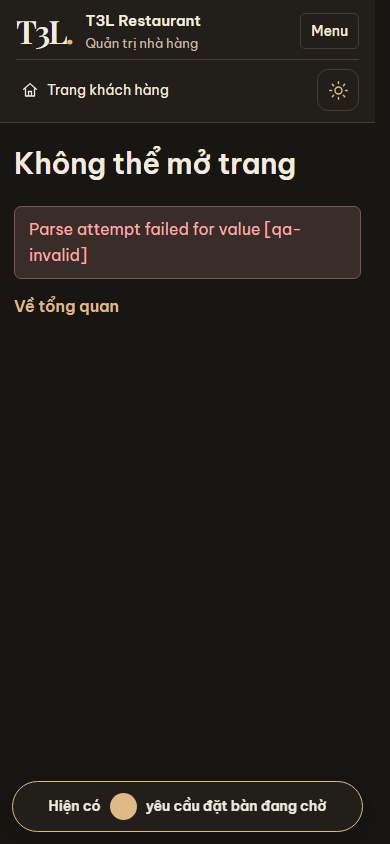 T3L.
T3L Restaurant
Quản trị nhà hàng
Menu
Trang khách hàng
Không thể mở trang
Parse attempt failed for value [qa-
invalid]
Về tổng quan
Hiện có yêu cầu đặt bàn đang chờ